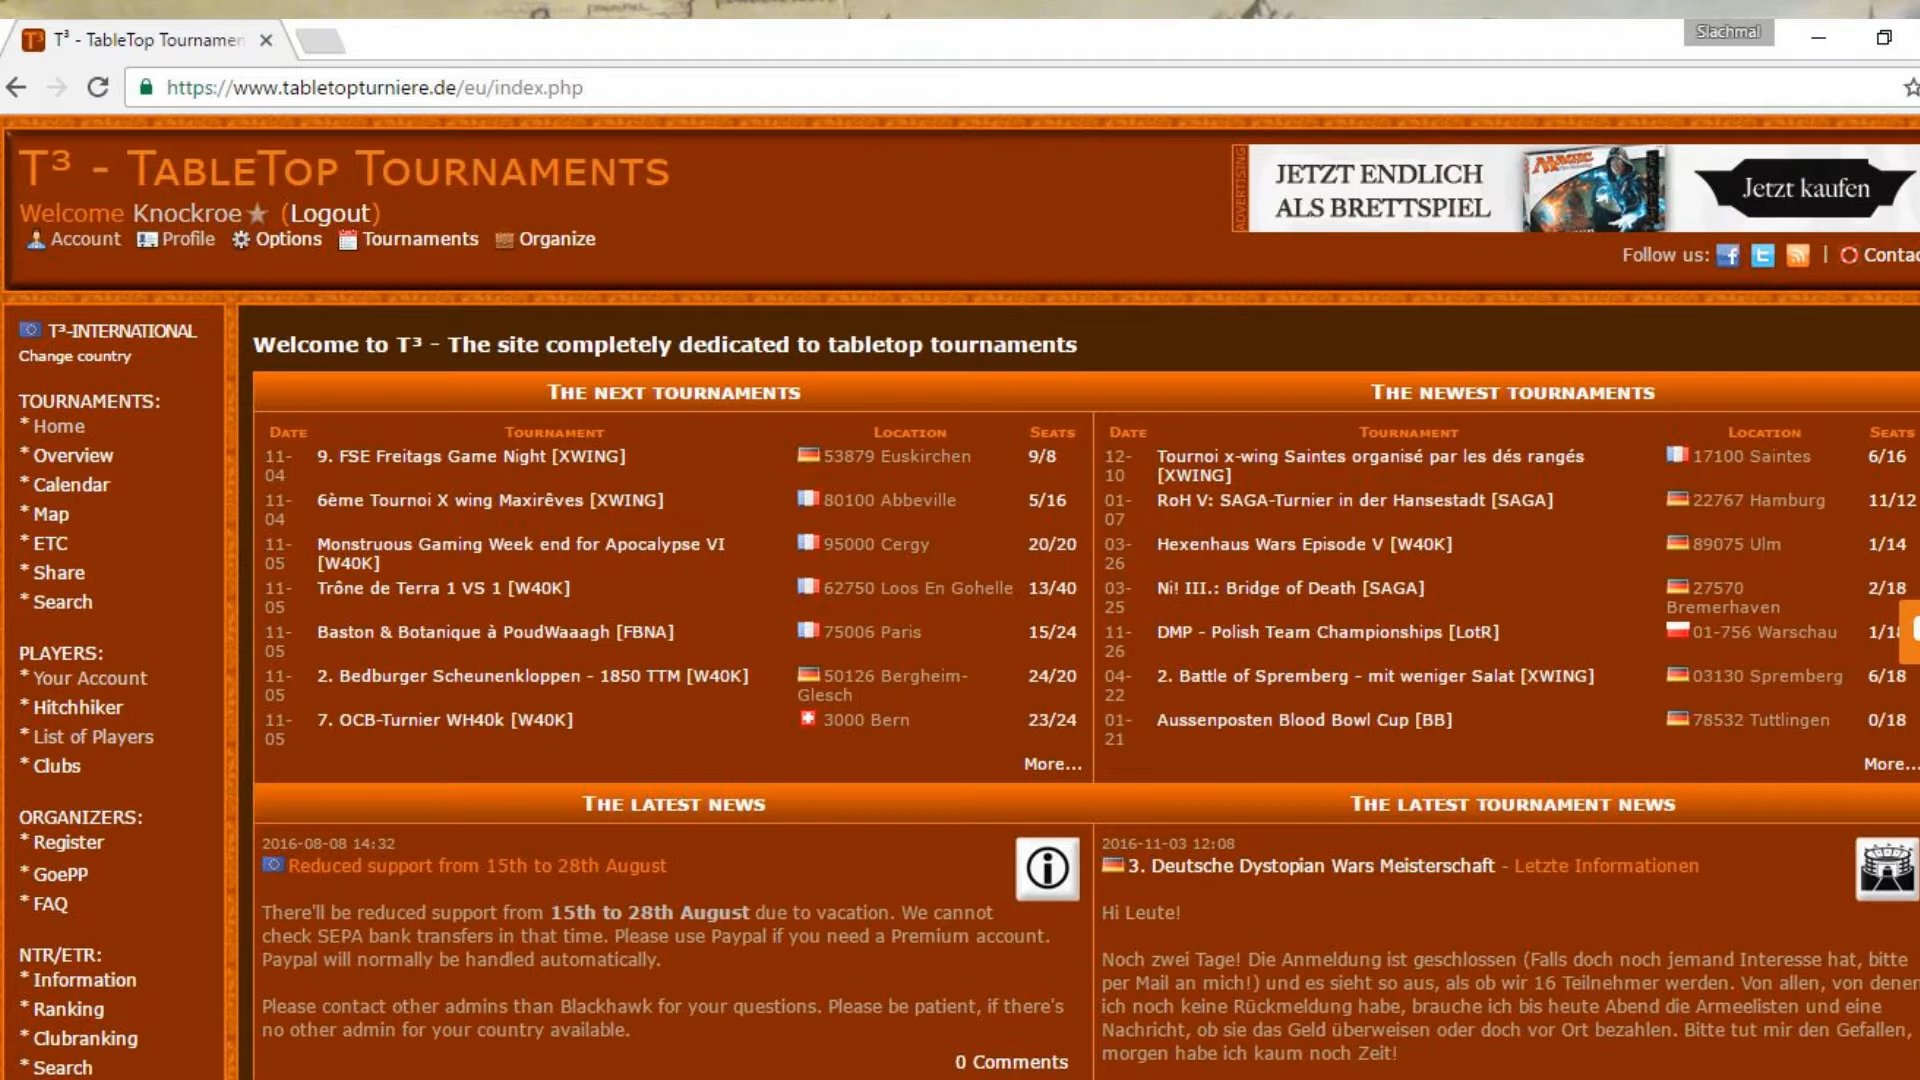 T³ - TableTop Tournamen
Slachmal
https://www.tabletopturniere.de/eu/index.php
T³ - TABLETOP TOURNAMENTS
Welcome Knockroe (Logout)
Account Profile Options Tournaments Organize
ADVERTISING
JETZT ENDLICH
ALS BRETTSPIEL
MAGIC
Jetzt kaufen
Follow us: | Contac
T³-INTERNATIONAL
Change country
TOURNAMENTS:
* Home
* Overview
* Calendar
* Map
* ETC
* Share
* Search
PLAYERS:
* Your Account
* Hitchhiker
* List of Players
* Clubs
ORGANIZERS:
* Register
* GoePP
* FAQ
NTR/ETR:
* Information
* Ranking
* Clubranking
* Search
Welcome to T³ - The site completely dedicated to tabletop tournaments
THE NEXT TOURNAMENTS
DATE TOURNAMENT LOCATION SEATS
11- 9. FSE Freitags Game Night [XWING] 53879 Euskirchen 9/8
04
11- 6ème Tournoi X wing Maxirêves [XWING] 80100 Abbeville 5/16
04
11- Monstruous Gaming Week end for Apocalypse VI 95000 Cergy 20/20
05 [W40K]
11- Trône de Terra 1 VS 1 [W40K] 62750 Loos En Gohelle 13/40
05
11- Baston & Botanique à PoudWaaagh [FBNA] 75006 Paris 15/24
05
11- 2. Bedburger Scheunenkloppen - 1850 TTM [W40K] 50126 Bergheim- 24/20
05 Glesch
11- 7. OCB-Turnier WH40k [W40K] 3000 Bern 23/24
05
More...
THE NEWEST TOURNAMENTS
DATE TOURNAMENT LOCATION SEATS
12- Tournoi x-wing Saintes organisé par les dés rangés 17100 Saintes 6/16
10 [XWING]
01- RoH V: SAGA-Turnier in der Hansestadt [SAGA] 22767 Hamburg 11/12
07
03- Hexenhaus Wars Episode V [W40K] 89075 Ulm 1/14
26
03- Ni! III.: Bridge of Death [SAGA] 27570 2/18
25 Bremerhaven
11- DMP - Polish Team Championships [LotR] 01-756 Warschau 1/18
26
04- 2. Battle of Spremberg - mit weniger Salat [XWING] 03130 Spremberg 6/18
22
01- Aussenposten Blood Bowl Cup [BB] 78532 Tuttlingen 0/18
21
More...
THE LATEST NEWS
2016-08-08 14:32
Reduced support from 15th to 28th August
There'll be reduced support from 15th to 28th August due to vacation. We cannot
check SEPA bank transfers in that time. Please use Paypal if you need a Premium account.
Paypal will normally be handled automatically.
Please contact other admins than Blackhawk for your questions. Please be patient, if there's
no other admin for your country available.
0 Comments
THE LATEST TOURNAMENT NEWS
2016-11-03 12:08
3. Deutsche Dystopian Wars Meisterschaft - Letzte Informationen
Hi Leute!
Noch zwei Tage! Die Anmeldung ist geschlossen (Falls doch noch jemand Interesse hat, bitte
per Mail an mich!) und es sieht so aus, als ob wir 16 Teilnehmer werden. Von allen, von denen
ich noch keine Rückmeldung habe, brauche ich bis heute Abend die Armeelisten und eine
Nachricht, ob sie das Geld überweisen oder doch vor Ort bezahlen. Bitte tut mir den Gefallen,
morgen habe ich kaum noch Zeit!